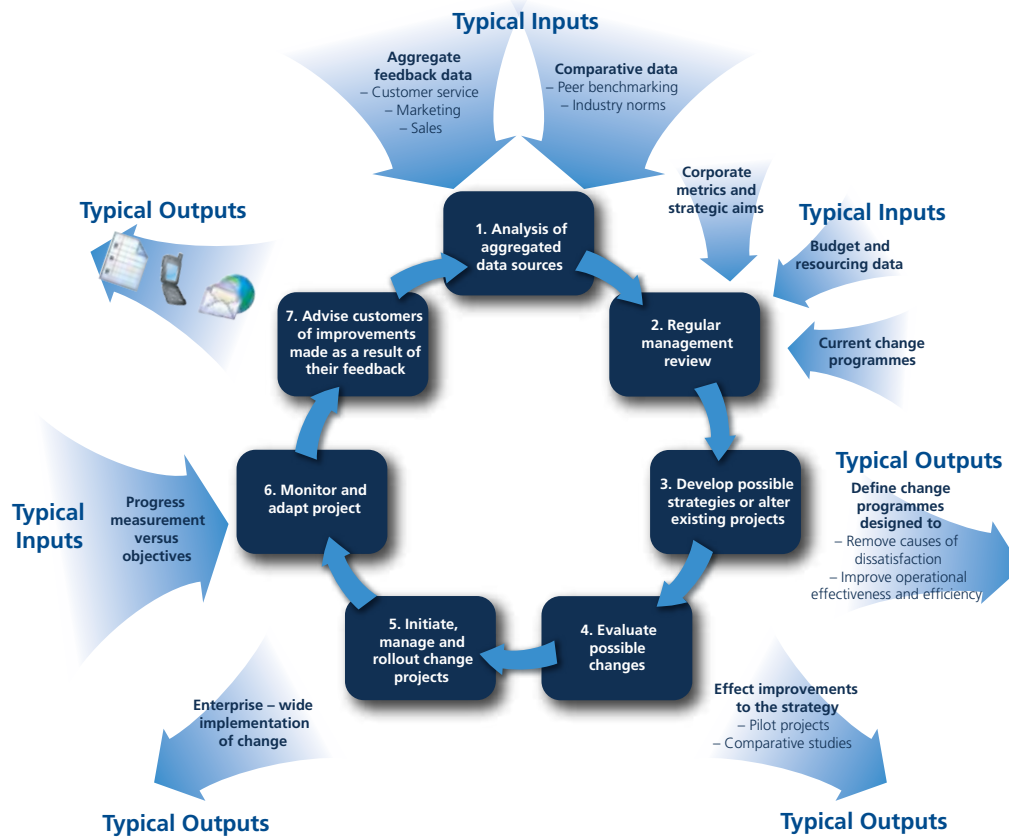 Typical Inputs
Aggregate
feedback data
– Customer service
– Marketing
– Sales
Comparative data
– Peer benchmarking
– Industry norms
Corporate
metrics and
strategic aims
Typical Inputs
Budget and
resourcing data
Current change
programmes
Typical Outputs
1. Analysis of
aggregated
data sources
2. Regular
management
review
7. Advise customers
of improvements
made as a result of
their feedback
3. Develop possible
strategies or alter
existing projects
Typical Outputs
Define change
programmes
designed to
– Remove causes of
dissatisfaction
– Improve operational
effectiveness and efficiency
6. Monitor and
adapt project
Typical
Inputs
Progress
measurement
versus
objectives
5. Initiate,
manage and
rollout change
projects
4. Evaluate
possible
changes
Enterprise – wide
implementation
of change
Typical Outputs
Effect improvements
to the strategy
– Pilot projects
– Comparative studies
Typical Outputs